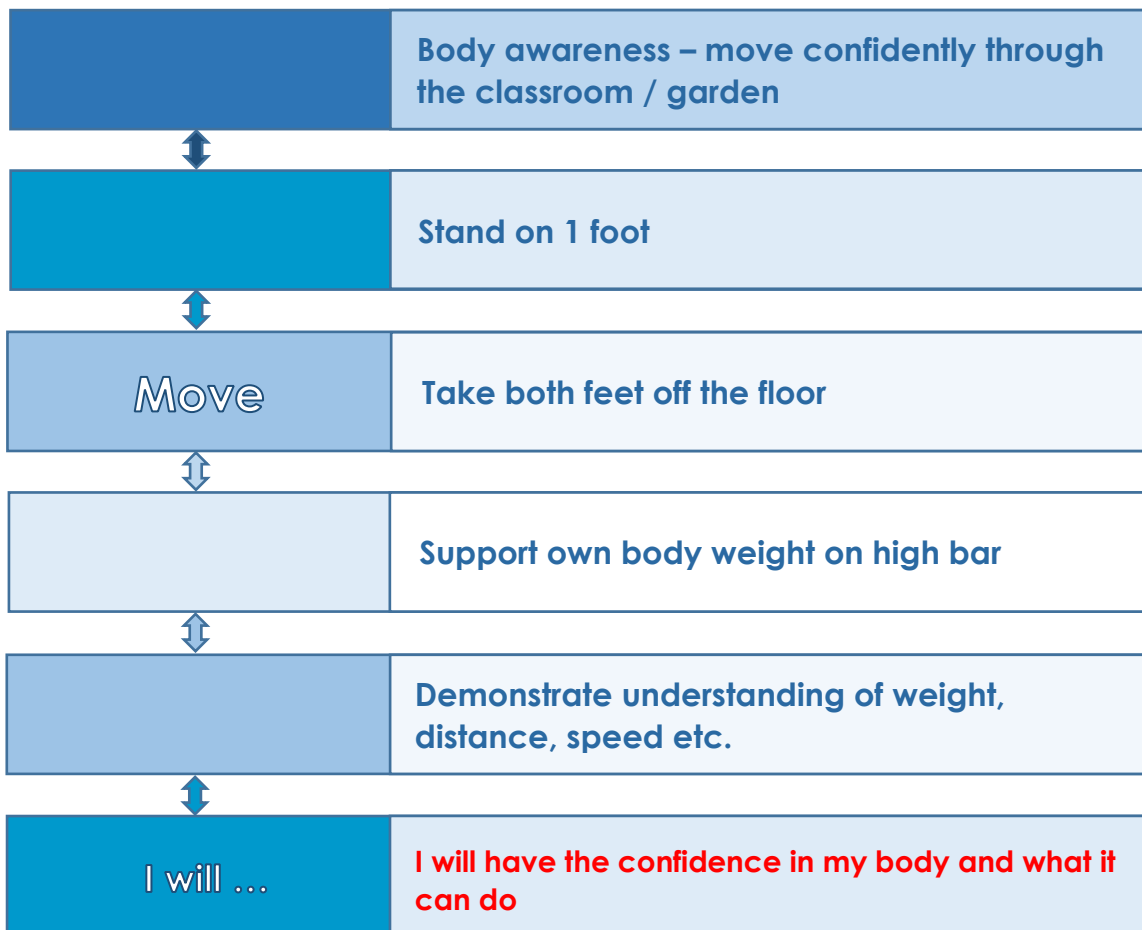 Body awareness – move confidently through
the classroom / garden
Stand on 1 foot
Move
Take both feet off the floor
Support own body weight on high bar
Demonstrate understanding of weight,
distance, speed etc.
I will ...
I will have the confidence in my body and what it
can do